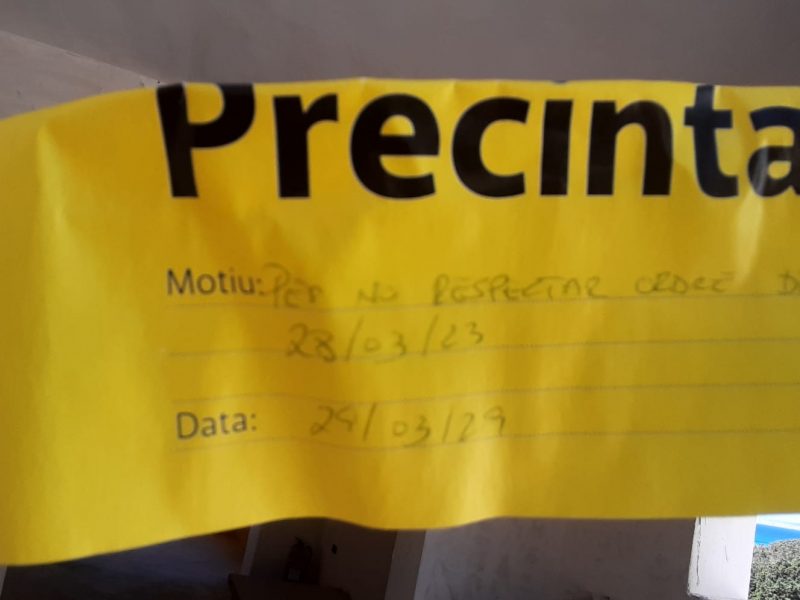 Precinta
Motiu: PER NO RESPECTAR ORDRE D
28/03/23
Data: 29/03/29